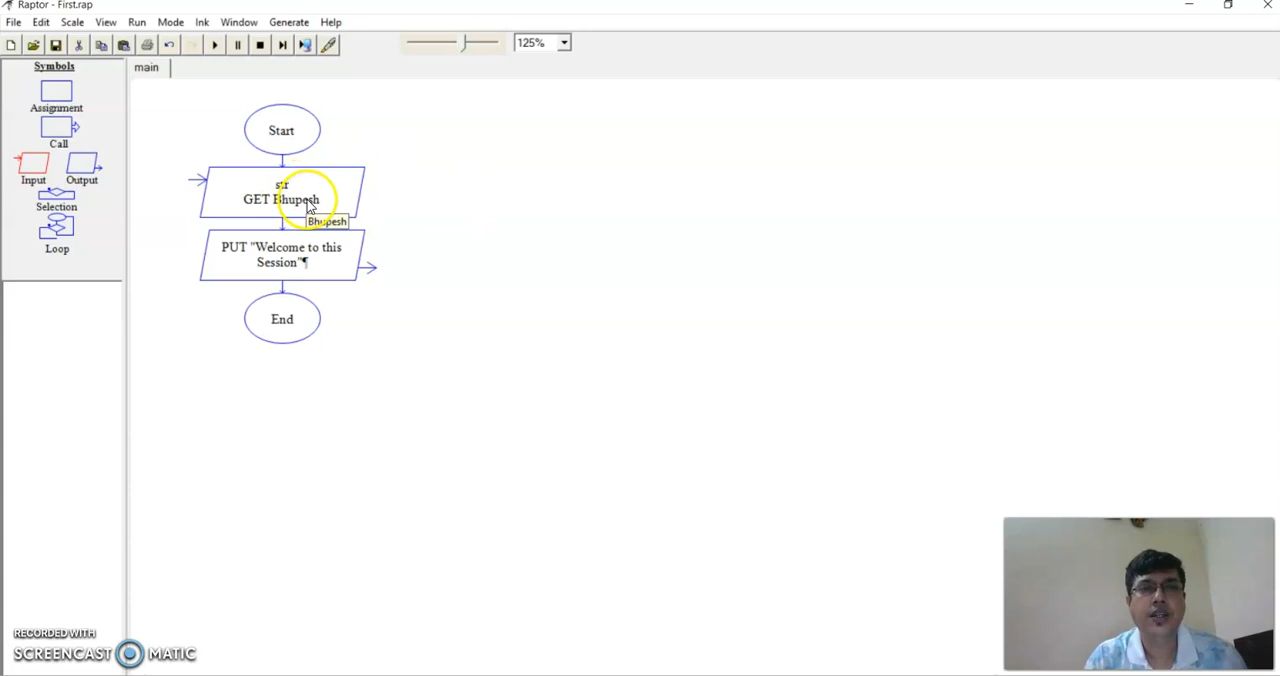 Raptor - First.rap
File Edit Scale View Run Mode Ink Window Generate Help
125%
Symbols
main
Assignment
Call
Input Output
Selection
Loop
Start
str
GET Bhupesh
Bhupesh
PUT "Welcome to this
Session"¶
End
RECORDED WITH
SCREENCAST MATIC